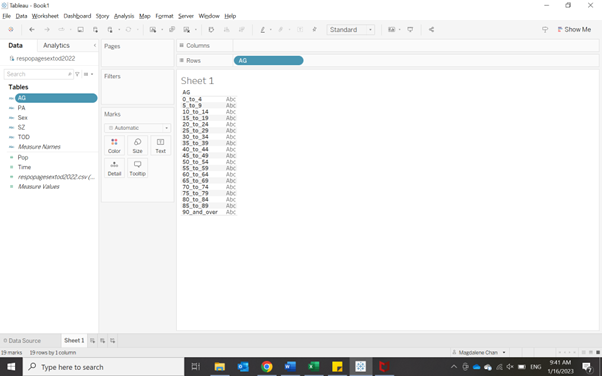 Tableau - Book1
File Data Worksheet Dashboard Story Analysis Map Format Server Window Help
Standard
Show Me
Data Analytics
Pages
Columns
respopagesextod2022
Rows AG
Search
Filters
Sheet 1
Tables
AG
AG
PA
0_to_4 Abc
Sex
5_to_9 Abc
SZ
Marks
10_to_14 Abc
TOD
Automatic
15_to_19 Abc
Measure Names
20_to_24 Abc
Pop
Color Size Text
25_to_29 Abc
Time
30_to_34 Abc
respopagesextod2022.csv (...
35_to_39 Abc
Measure Values
Detail Tooltip
40_to_44 Abc
45_to_49 Abc
50_to_54 Abc
55_to_59 Abc
60_to_64 Abc
65_to_69 Abc
70_to_74 Abc
75_to_79 Abc
80_to_84 Abc
85_to_89 Abc
90_and_over Abc
Data Source Sheet 1
19 marks 19 rows by 1 column
Magdalene Chan
Type here to search
ENG
9:41 AM
1/16/2023